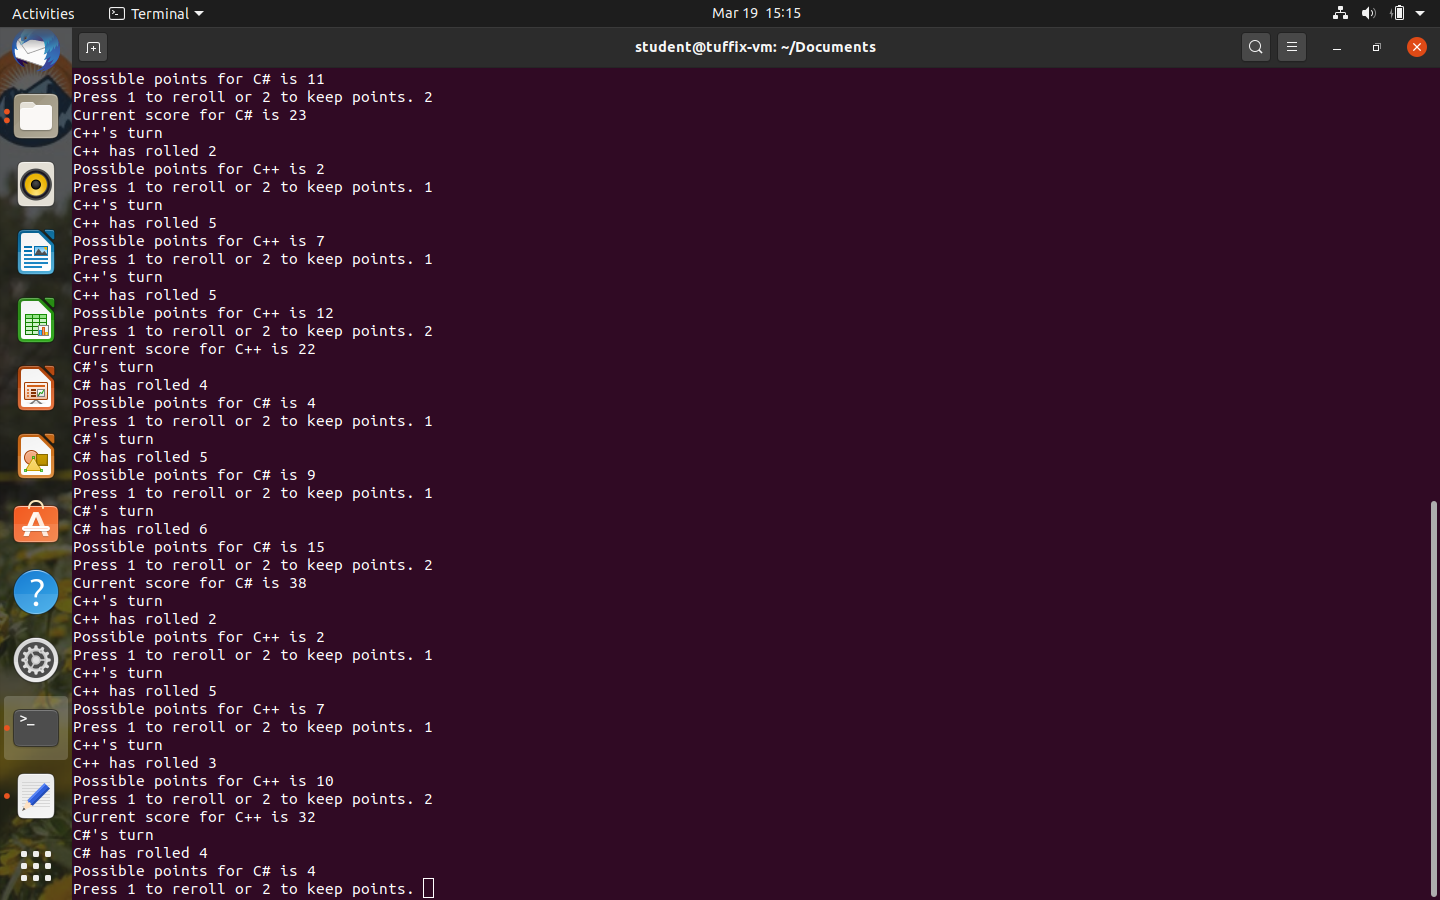 Activities Terminal Mar 19 15:15
student@tuffix-vm: ~/Documents
Possible points for C# is 11
Press 1 to reroll or 2 to keep points. 2
Current score for C# is 23
C++'s turn
C++ has rolled 2
Possible points for C++ is 2
Press 1 to reroll or 2 to keep points. 1
C++'s turn
C++ has rolled 5
Possible points for C++ is 7
Press 1 to reroll or 2 to keep points. 1
C++'s turn
C++ has rolled 5
Possible points for C++ is 12
Press 1 to reroll or 2 to keep points. 2
Current score for C++ is 22
C#'s turn
C# has rolled 4
Possible points for C# is 4
Press 1 to reroll or 2 to keep points. 1
C#'s turn
C# has rolled 5
Possible points for C# is 9
Press 1 to reroll or 2 to keep points. 1
C#'s turn
C# has rolled 6
Possible points for C# is 15
Press 1 to reroll or 2 to keep points. 2
Current score for C# is 38
C++'s turn
C++ has rolled 2
Possible points for C++ is 2
Press 1 to reroll or 2 to keep points. 1
C++'s turn
C++ has rolled 5
Possible points for C++ is 7
Press 1 to reroll or 2 to keep points. 1
C++'s turn
C++ has rolled 3
Possible points for C++ is 10
Press 1 to reroll or 2 to keep points. 2
Current score for C++ is 32
C#'s turn
C# has rolled 4
Possible points for C# is 4
Press 1 to reroll or 2 to keep points.